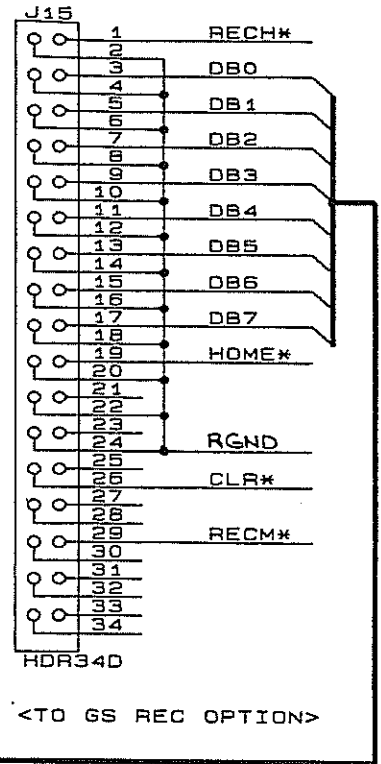 J15
1 RECH*
2
3 DB0
4
5 DB1
6
7 DB2
8
9 DB3
10
11 DB4
12
13 DB5
14
15 DB6
16
17 DB7
18
19 HOME*
20
21
22
23
24 RGND
25
26 CLR*
27
28
29 RECM*
30
31
32
33
34
HDR34D
<TO GS REC OPTION>